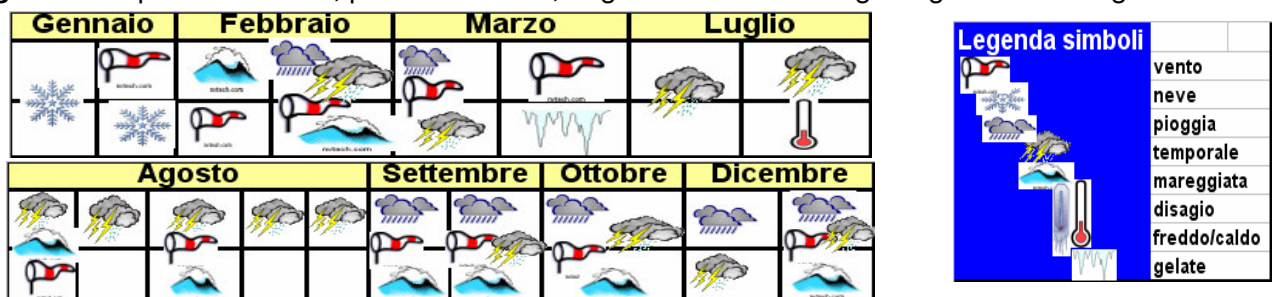 Gennaio Febbraio Marzo Luglio
Agosto Settembre Ottobre Dicembre
Legenda simboli
vento
neve
pioggia
temporale
mareggiata
disagio
freddo/caldo
gelate